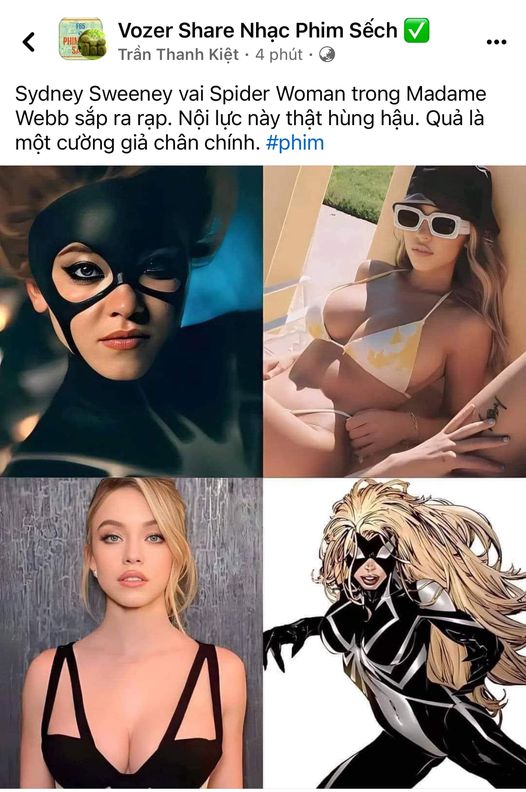 Vozer Share Nhạc Phim Sếch ✅
Trần Thanh Kiệt · 4 phút ·
Sydney Sweeney vai Spider Woman trong Madame
Webb sắp ra rạp. Nội lực này thật hùng hậu. Quả là
một cường giả chân chính. #phim